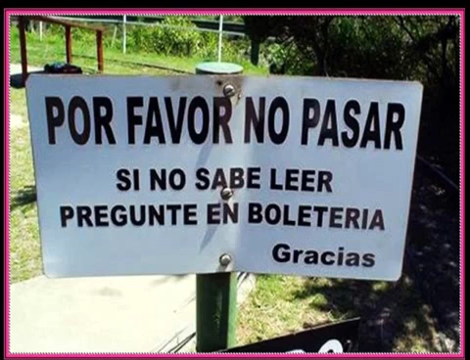 POR FAVOR NO PASAR
SI NO SABE LEER
PREGUNTE EN BOLETERIA
Gracias